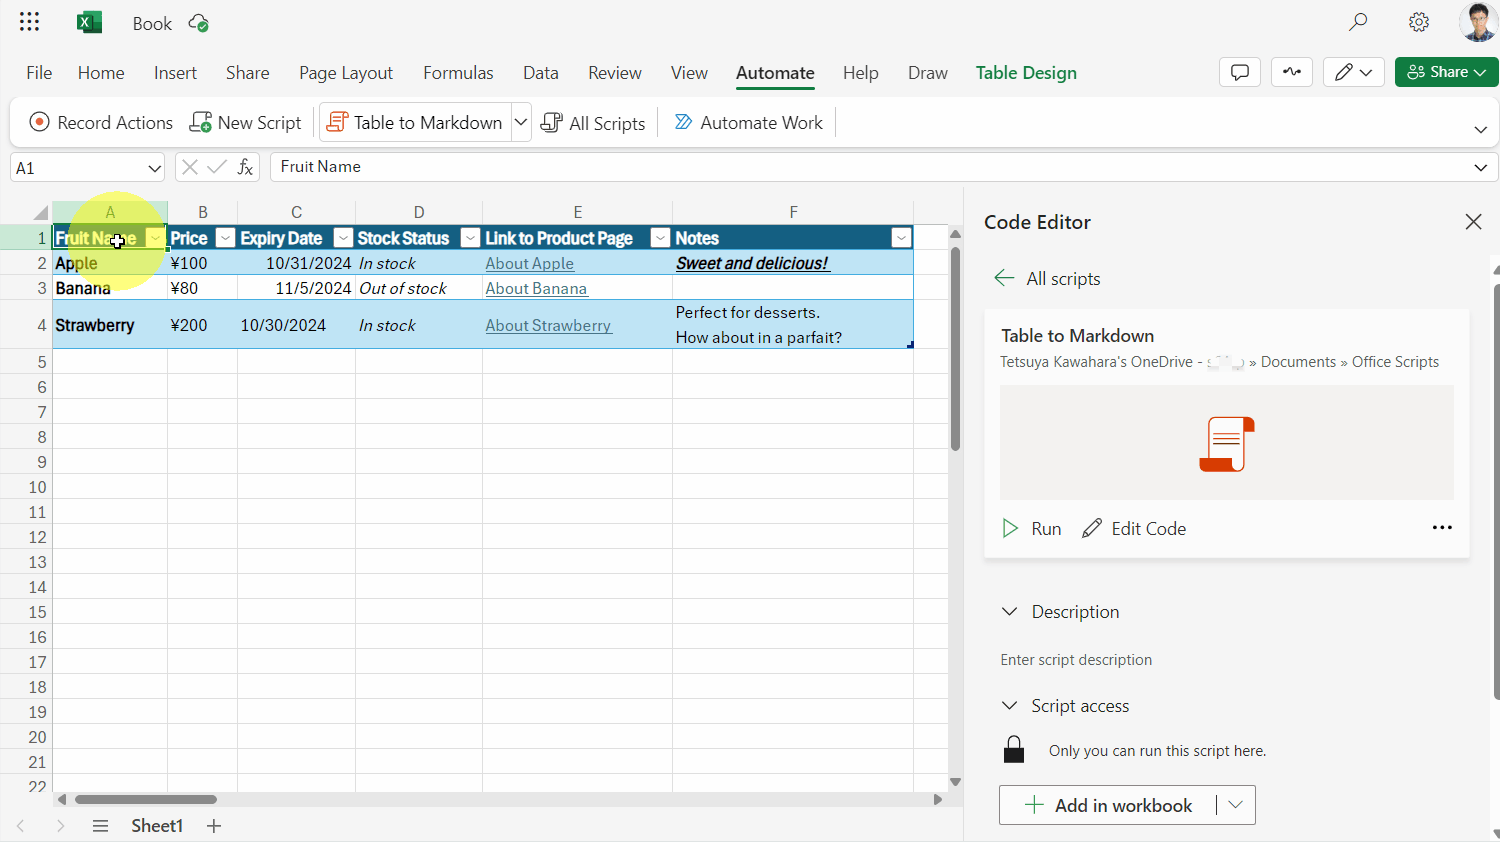 Book
File Home Insert Share Page Layout Formulas Data Review View Automate Help Draw Table Design Share
Record Actions New Script Table to Markdown All Scripts Automate Work
A1 fx Fruit Name
A B C D E F
1 Fruit Name Price Expiry Date Stock Status Link to Product Page Notes
2 Apple ¥100 10/31/2024 In stock About Apple Sweet and delicious!
3 Banana ¥80 11/5/2024 Out of stock About Banana
4 Strawberry ¥200 10/30/2024 In stock About Strawberry Perfect for desserts.
How about in a parfait?
5
6
7
8
9
10
11
12
13
14
15
16
17
18
19
20
21
22
Sheet1
Code Editor
All scripts
Table to Markdown
Tetsuya Kawahara's OneDrive - » Documents » Office Scripts
Run Edit Code
Description
Enter script description
Script access
Only you can run this script here.
Add in workbook